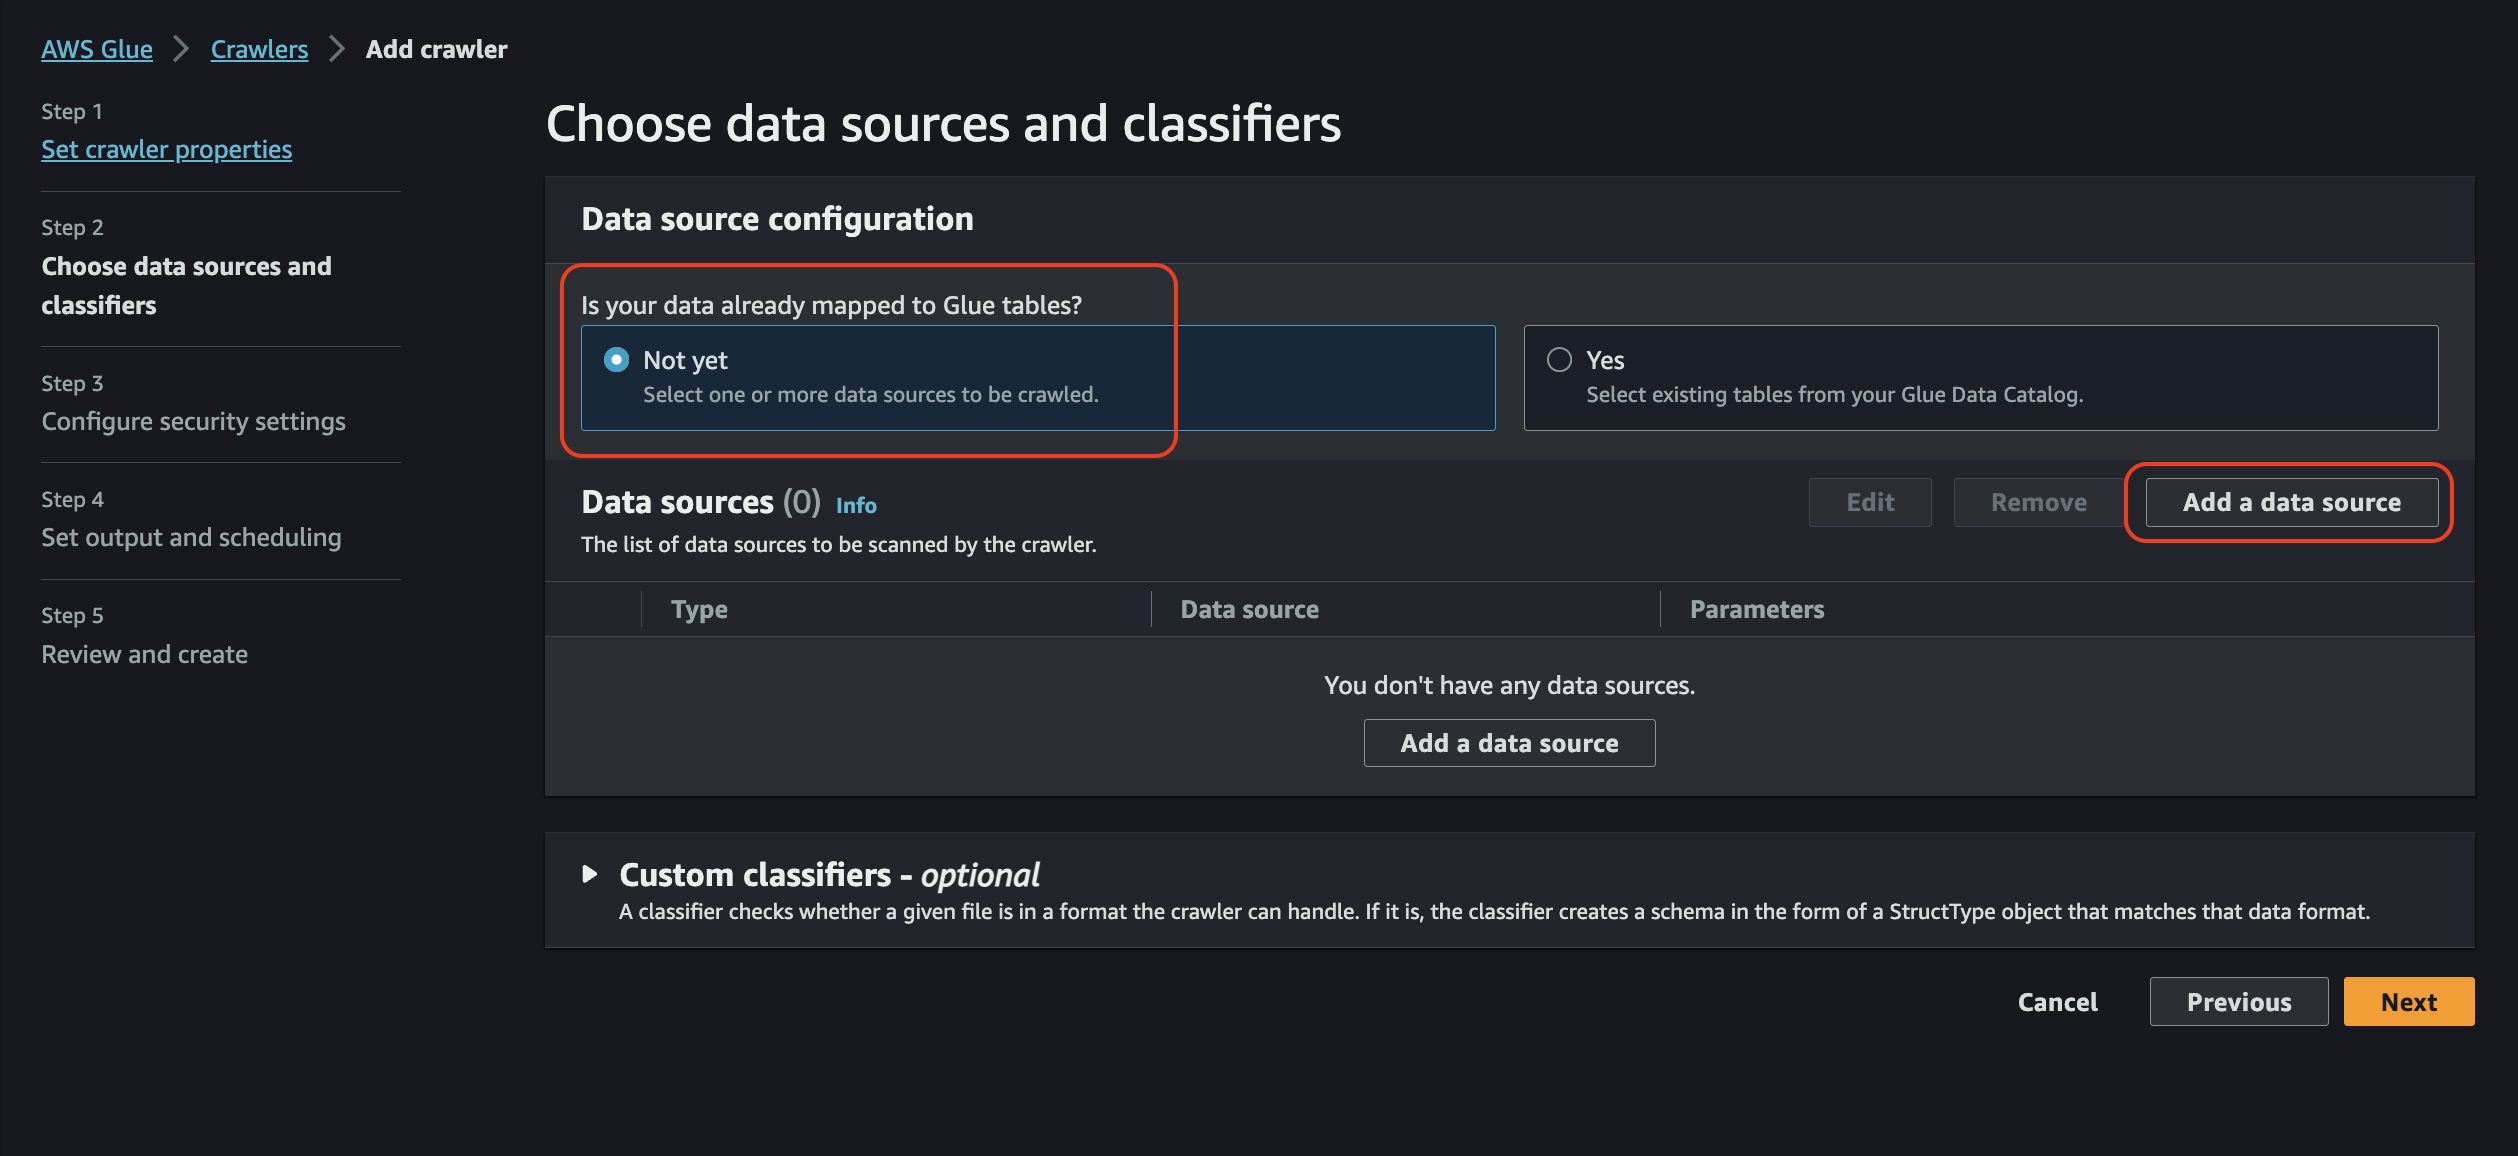 AWS Glue > Crawlers > Add crawler
Step 1
Set crawler properties
Step 2
Choose data sources and
classifiers
Step 3
Configure security settings
Step 4
Set output and scheduling
Step 5
Review and create
Choose data sources and classifiers
Data source configuration
Is your data already mapped to Glue tables?
Not yet
Select one or more data sources to be crawled.
Yes
Select existing tables from your Glue Data Catalog.
Data sources (0) Info
The list of data sources to be scanned by the crawler.
Edit
Remove
Add a data source
Type
Data source
Parameters
You don't have any data sources.
Add a data source
Custom classifiers - optional
A classifier checks whether a given file is in a format the crawler can handle. If it is, the classifier creates a schema in the form of a StructType object that matches that data format.
Cancel
Previous
Next